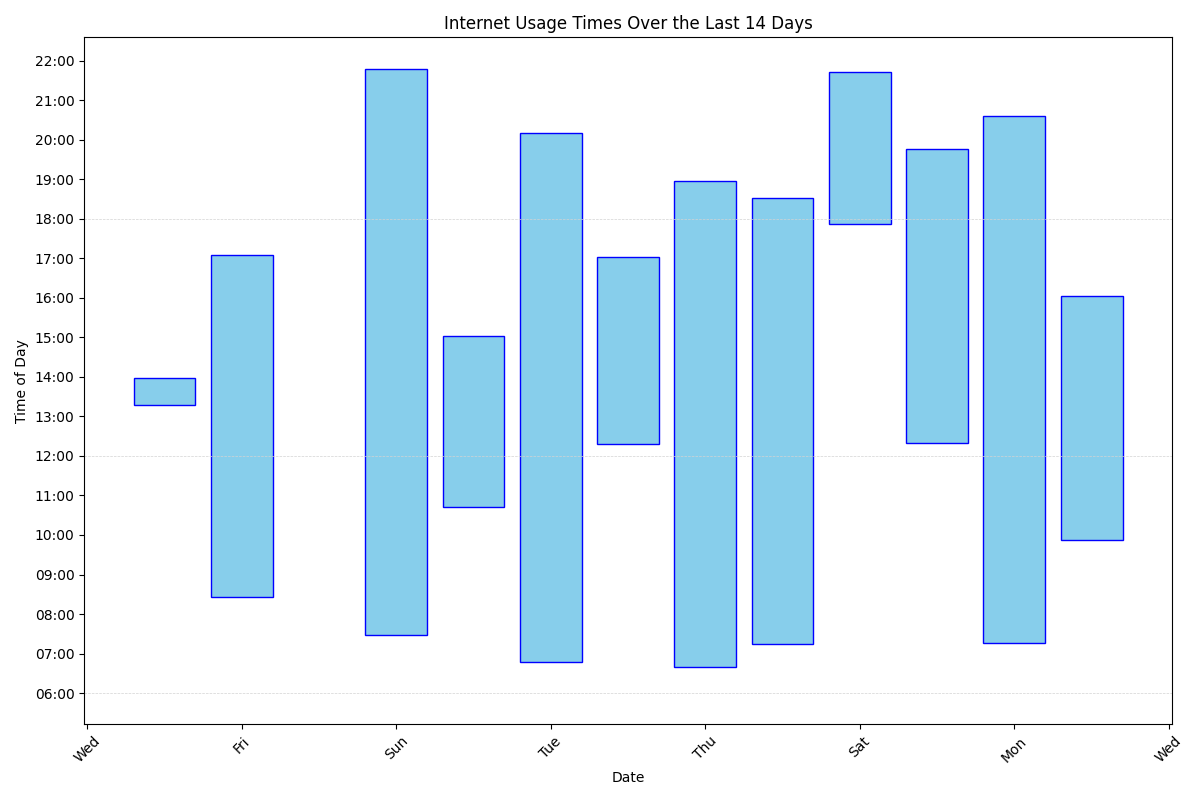 Internet Usage Times Over the Last 14 Days
Time of Day
22:00
21:00
20:00
19:00
18:00
17:00
16:00
15:00
14:00
13:00
12:00
11:00
10:00
09:00
08:00
07:00
06:00
Wed
Fri
Sun
Tue
Thu
Sat
Mon
Wed
Date